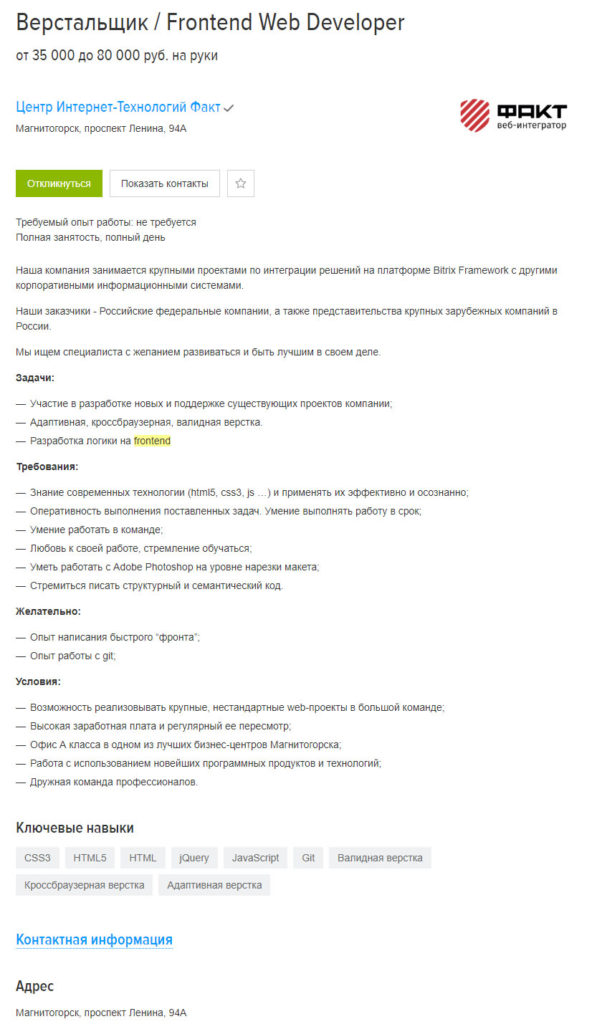 Верстальщик / Frontend Web Developer
от 35 000 до 80 000 руб. на руки
Центр Интернет-Технологий Факт
ФАКТ
веб-интегратор
Магнитогорск, проспект Ленина, 94А
Откликнуться Показать контакты
Требуемый опыт работы: не требуется
Полная занятость, полный день
Наша компания занимается крупными проектами по интеграции решений на платформе Bitrix Framework с другими
корпоративными информационными системами.
Наши заказчики - Российские федеральные компании, а также представительства крупных зарубежных компаний в
России.
Мы ищем специалиста с желанием развиваться и быть лучшим в своем деле.
Задачи:
— Участие в разработке новых и поддержке существующих проектов компании;
— Адаптивная, кроссбраузерная, валидная верстка.
— Разработка логики на frontend
Требования:
— Знание современных технологии (html5, css3, js ...) и применять их эффективно и осознанно;
— Оперативность выполнения поставленных задач. Умение выполнять работу в срок;
— Умение работать в команде;
— Любовь к своей работе, стремление обучаться;
— Уметь работать с Adobe Photoshop на уровне нарезки макета;
— Стремиться писать структурный и семантический код.
Желательно:
— Опыт написания быстрого “фронта”;
— Опыт работы с git;
Условия:
— Возможность реализовывать крупные, нестандартные web-проекты в большой команде;
— Высокая заработная плата и регулярный ее пересмотр;
— Офис А класса в одном из лучших бизнес-центров Магнитогорска;
— Работа с использованием новейших программных продуктов и технологий;
— Дружная команда профессионалов.
Ключевые навыки
CSS3 HTML5 HTML jQuery JavaScript Git Валидная верстка
Кроссбраузерная верстка Адаптивная верстка
Контактная информация
Адрес
Магнитогорск, проспект Ленина, 94А